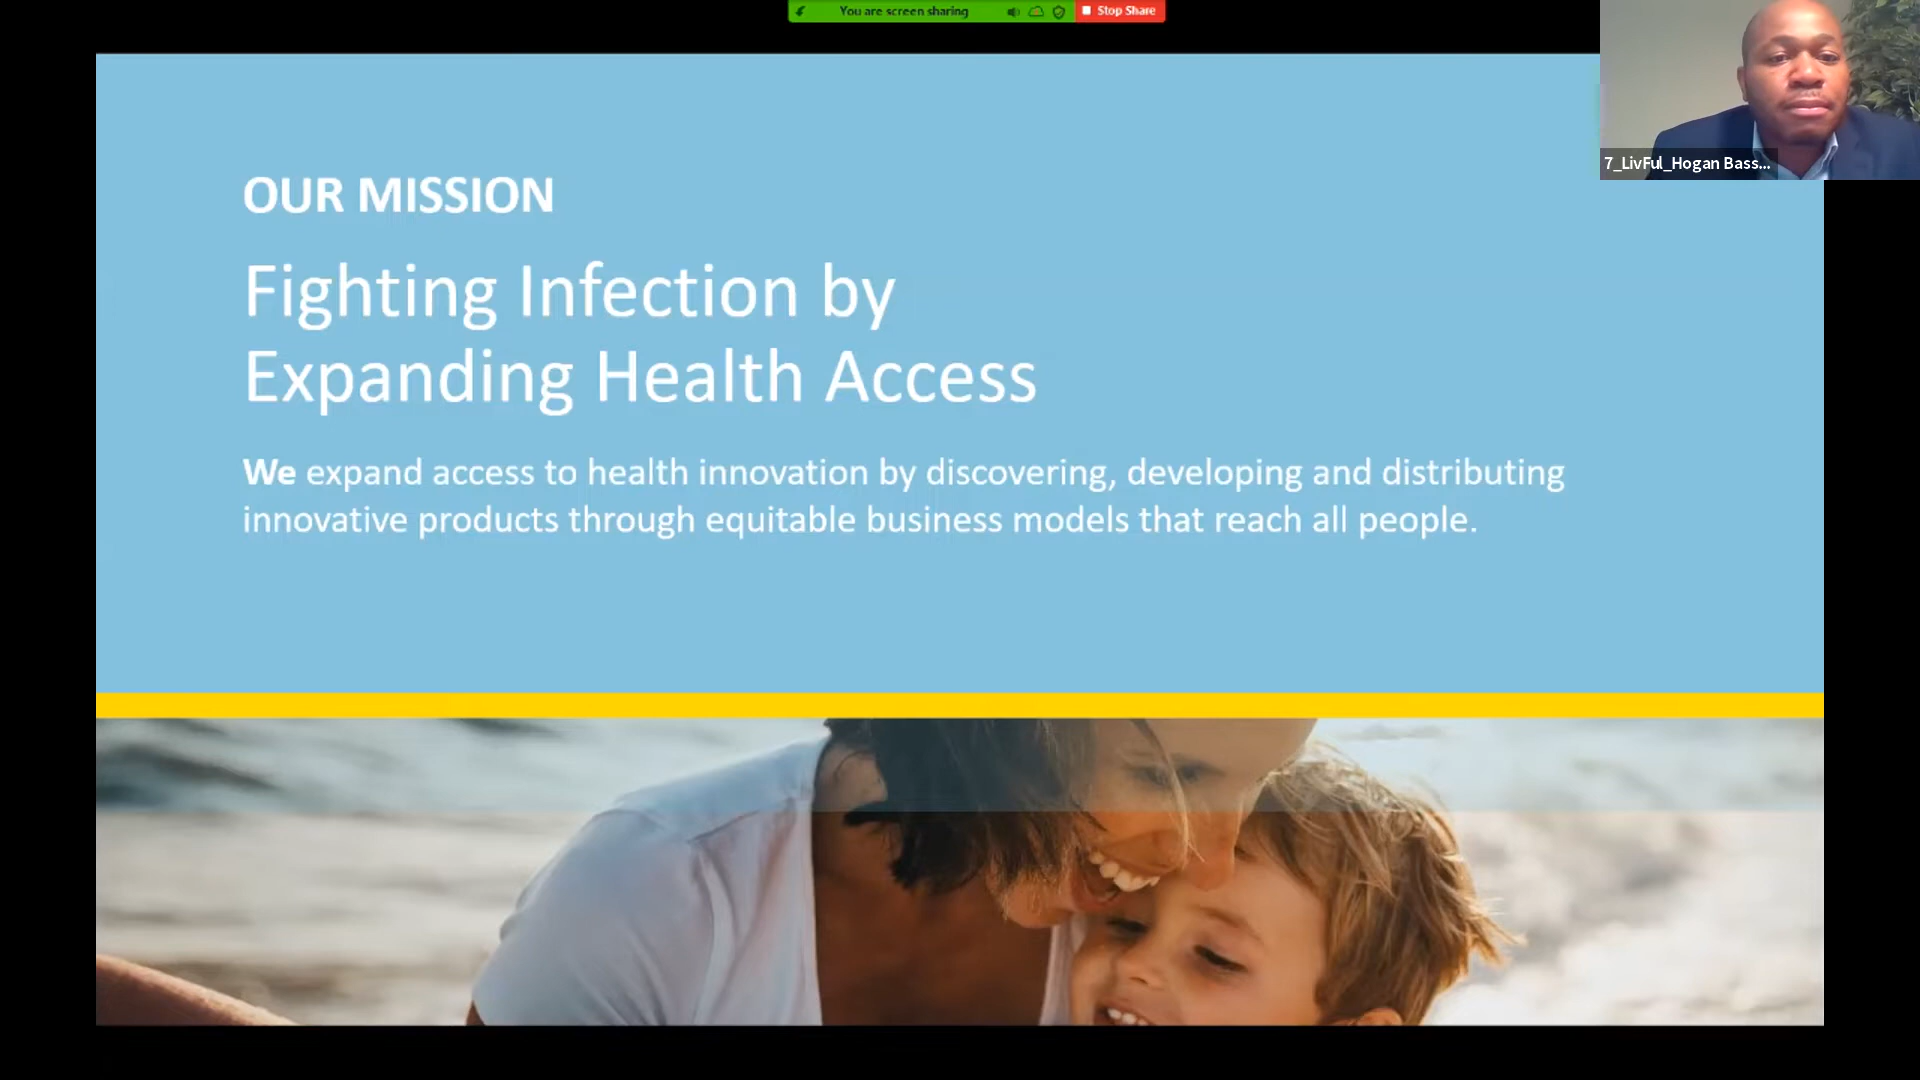 You are screen sharing
Stop Share
7_LivFul_Hogan Bass...
OUR MISSION
Fighting Infection by
Expanding Health Access
We expand access to health innovation by discovering, developing and distributing
innovative products through equitable business models that reach all people.